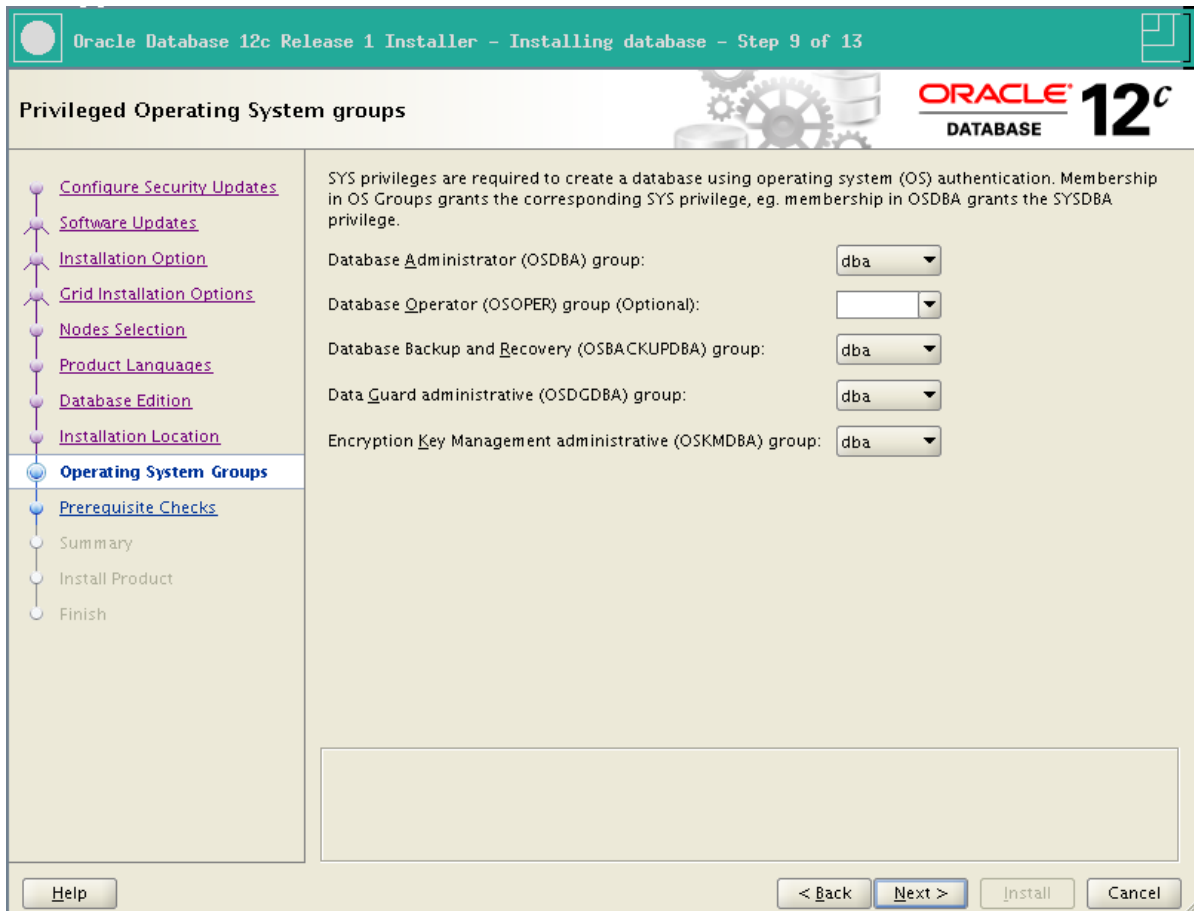 Oracle Database 12c Release 1 Installer - Installing database - Step 9 of 13
Privileged Operating System groups
ORACLE
DATABASE
12c
Configure Security Updates
Software Updates
Installation Option
Grid Installation Options
Nodes Selection
Product Languages
Database Edition
Installation Location
Operating System Groups
Prerequisite Checks
Summary
Install Product
Finish
SYS privileges are required to create a database using operating system (OS) authentication. Membership
in OS Groups grants the corresponding SYS privilege, eg. membership in OSDBA grants the SYSDBA
privilege.
Database Administrator (OSDBA) group: dba
Database Operator (OSOPER) group (Optional):
Database Backup and Recovery (OSBACKUPDBA) group: dba
Data Guard administrative (OSDGDBA) group: dba
Encryption Key Management administrative (OSKMDBA) group: dba
Help
< Back
Next >
Install
Cancel